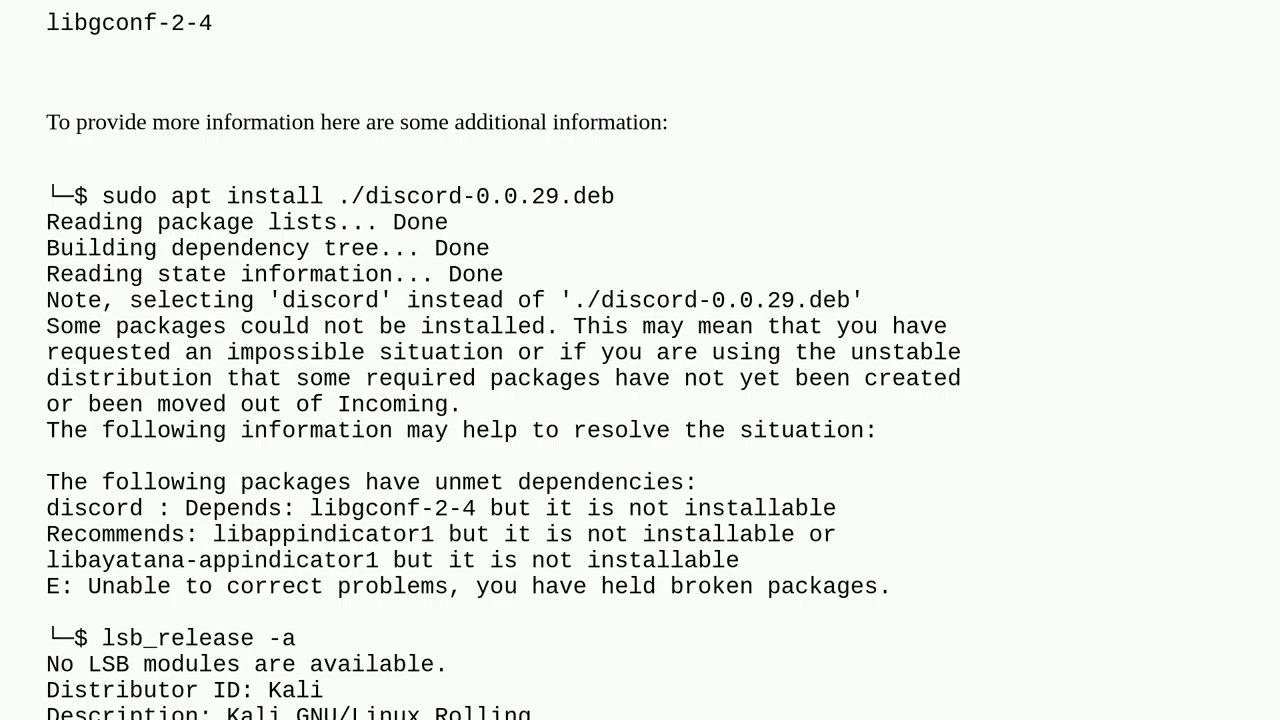 libgconf-2-4
To provide more information here are some additional information:
└─$ sudo apt install ./discord-0.0.29.deb
Reading package lists... Done
Building dependency tree... Done
Reading state information... Done
Note, selecting 'discord' instead of './discord-0.0.29.deb'
Some packages could not be installed. This may mean that you have
requested an impossible situation or if you are using the unstable
distribution that some required packages have not yet been created
or been moved out of Incoming.
The following information may help to resolve the situation:
The following packages have unmet dependencies:
discord : Depends: libgconf-2-4 but it is not installable
Recommends: libappindicator1 but it is not installable or
libayatana-appindicator1 but it is not installable
E: Unable to correct problems, you have held broken packages.
└─$ lsb_release -a
No LSB modules are available.
Distributor ID: Kali
Description: Kali GNU/Linux Rolling